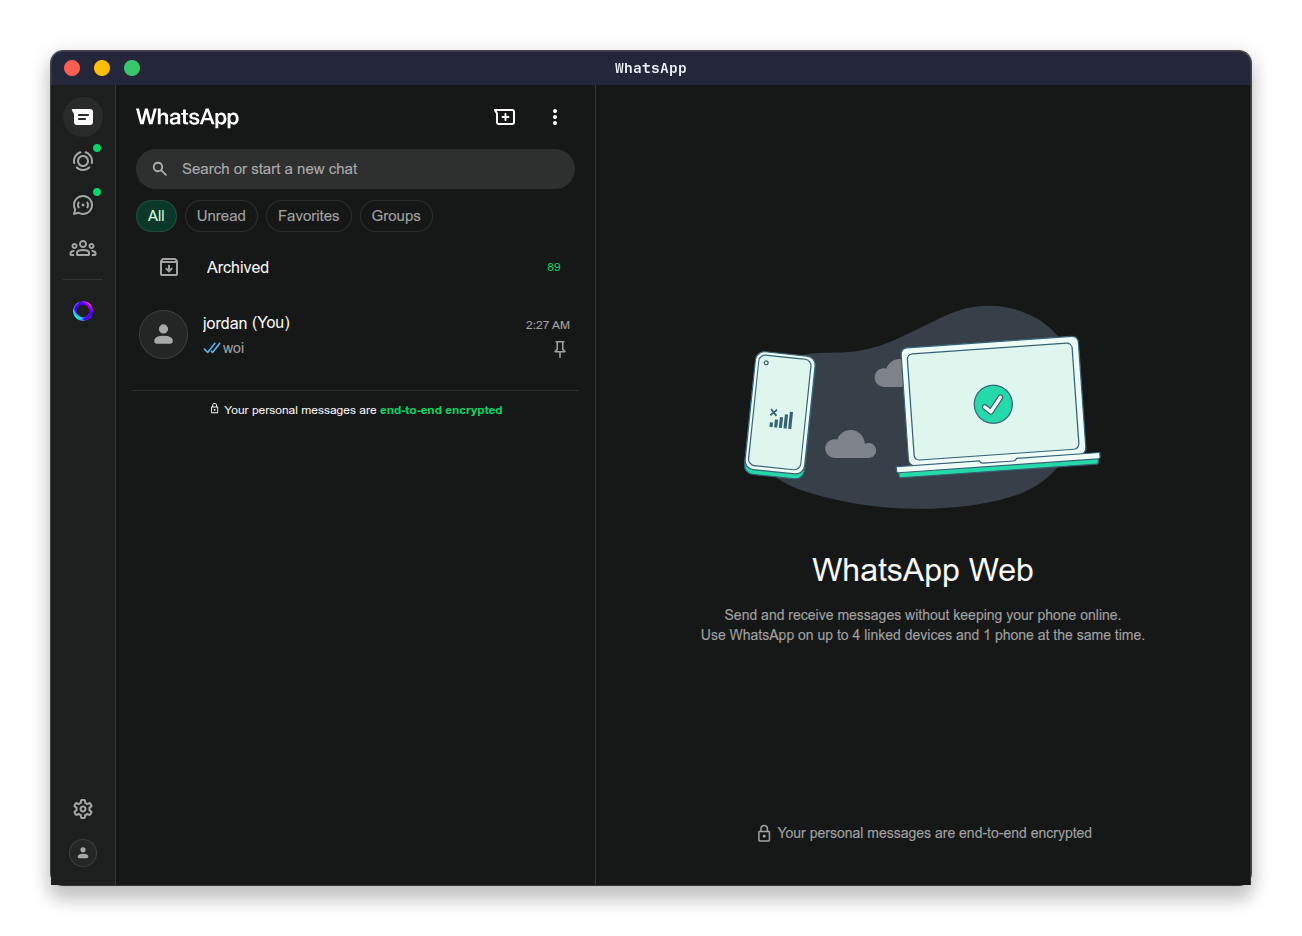 WhatsApp
WhatsApp
Search or start a new chat
All Unread Favorites Groups
Archived 89
jordan (You) 2:27 AM
woi
Your personal messages are end-to-end encrypted
WhatsApp Web
Send and receive messages without keeping your phone online.
Use WhatsApp on up to 4 linked devices and 1 phone at the same time.
Your personal messages are end-to-end encrypted